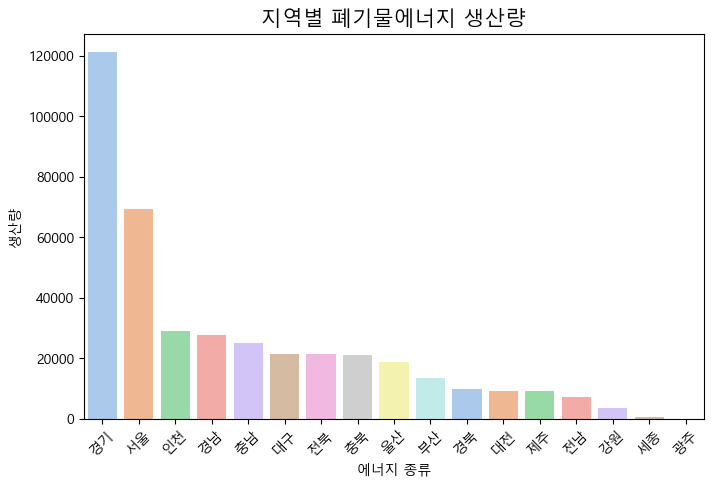 지역별 폐기물에너지 생산량
생산량
120000
100000
80000
60000
40000
20000
0
경기 서울 인천 경남 충남 대구 전북 충북 울산 부산 경북 대전 제주 전남 강원 세종 광주
에너지 종류